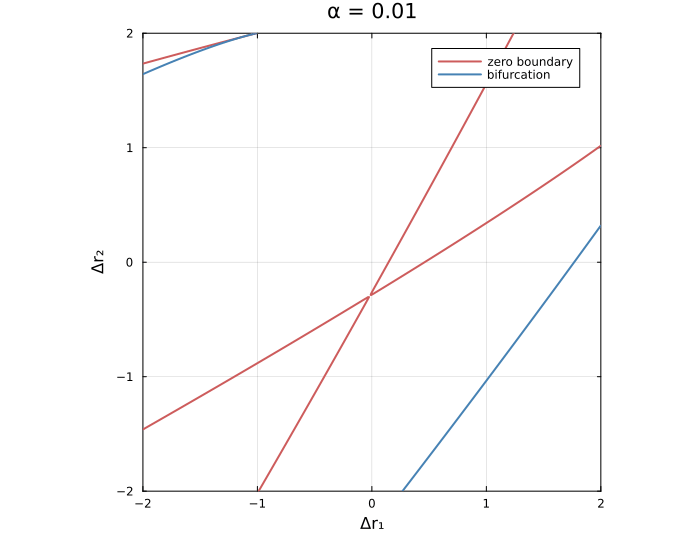 α = 0.01
zero boundary
bifurcation
Δr₂
2
1
0
−1
−2
−2
−1
0
1
2
Δr₁